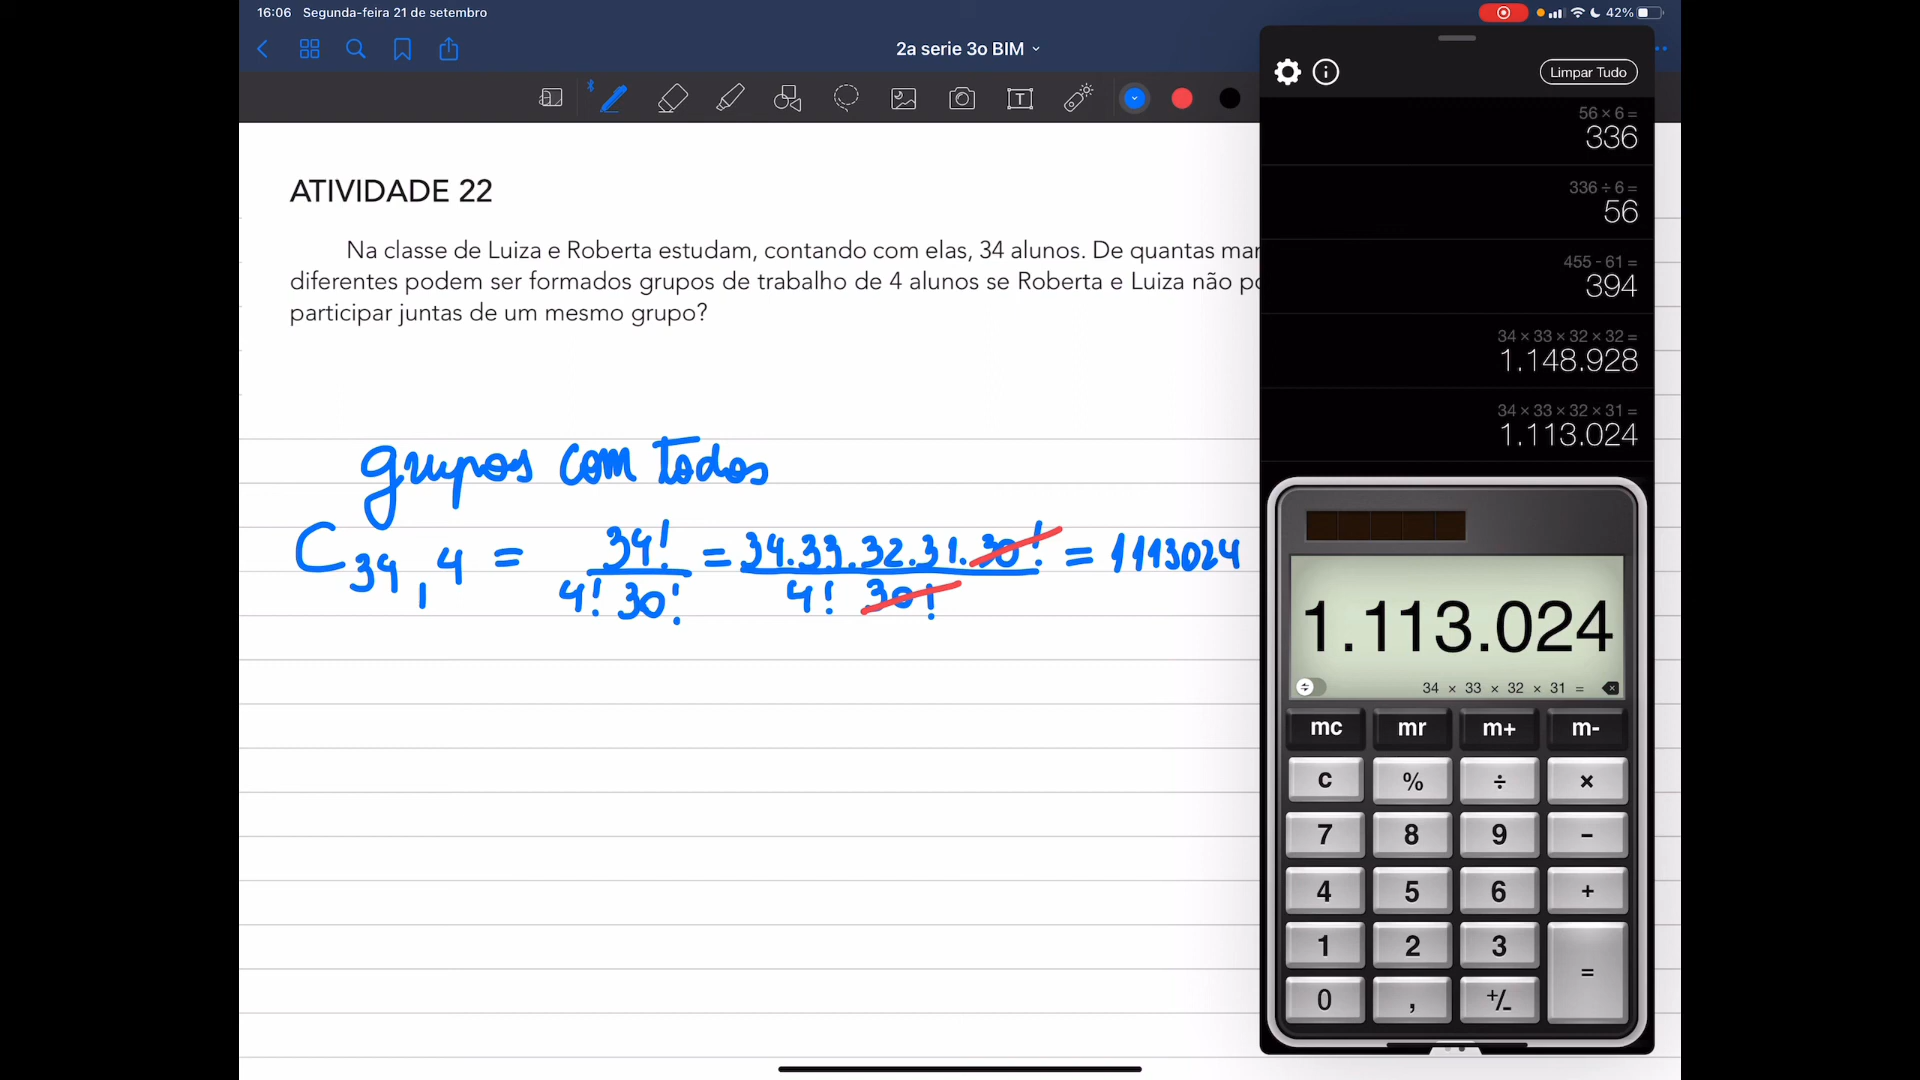 16:06 Segunda-feira 21 de setembro
42%
2a serie 3o BIM
Limpar Tudo
T
ATIVIDADE 22
Na classe de Luiza e Roberta estudam, contando com elas, 34 alunos. De quantas
diferentes podem ser formados grupos de trabalho de 4 alunos se Roberta e Luiza não
participar juntas de um mesmo grupo?
grupos com todos
C34,4 = 34!/4! 30! = 34.33.32.31.30!/4! 30! = 1113024
56 × 6 =
336
336 ÷ 6 =
56
455 - 61 =
394
34 × 33 × 32 × 32 =
1.148.928
34 × 33 × 32 × 31 =
1.113.024
1.113.024
34 × 33 × 32 × 31 =
mc mr m+ m-
c % ÷ ×
7 8 9 −
4 5 6 +
1 2 3
0 , +/- =